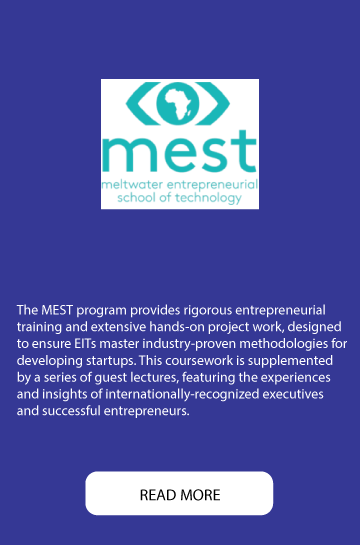 mest
meltwater entrepreneurial
school of technology
The MEST program provides rigorous entrepreneurial
training and extensive hands-on project work, designed
to ensure EITs master industry-proven methodologies for
developing startups. This coursework is supplemented
by a series of guest lectures, featuring the experiences
and insights of internationally-recognized executives
and successful entrepreneurs.
READ MORE